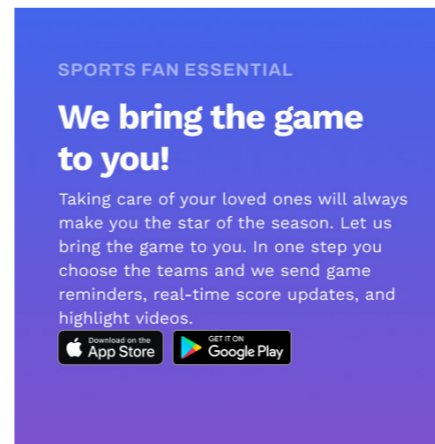 SPORTS FAN ESSENTIAL
We bring the game
to you!
Taking care of your loved ones will always
make you the star of the season. Let us
bring the game to you. In one step you
choose the teams and we send game
reminders, real-time score updates, and
highlight videos.
Download on the
App Store
GET IT ON
Google Play